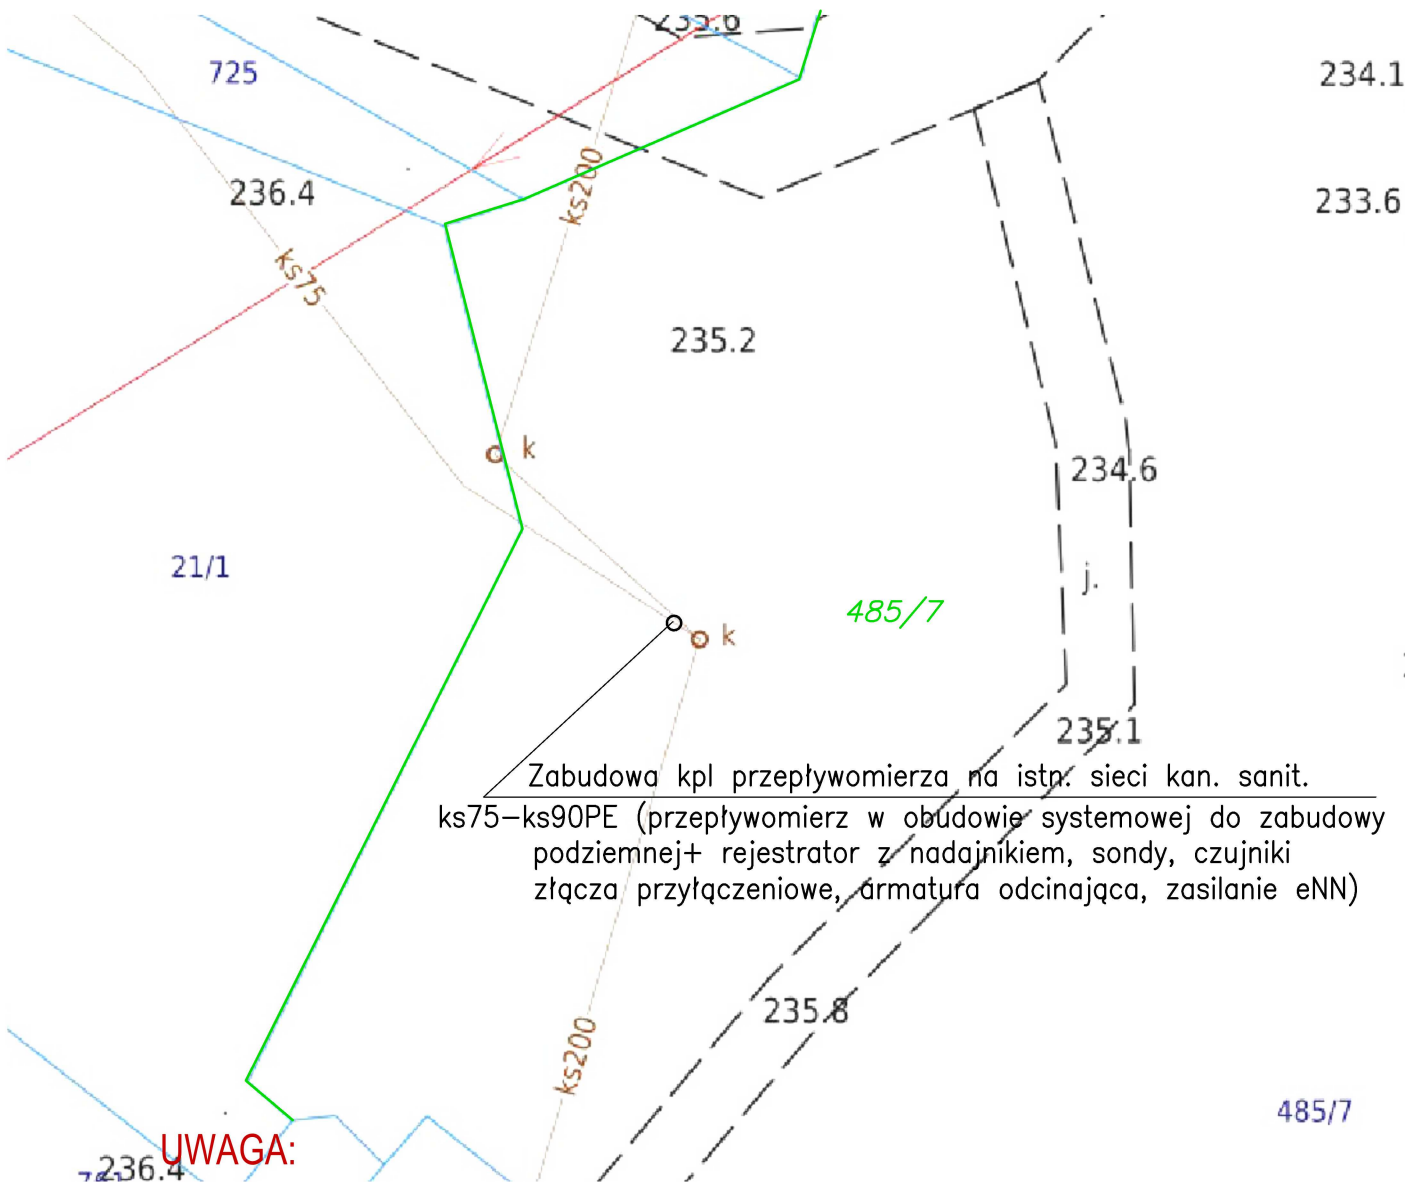 235.6
725
234.1
236.4
ks200
233.6
ks75
235.2
k
234.6
21/1
j.
485/7
k
235.1
Zabudowa kpl przepływomierza na istn. sieci kan. sanit.
ks75-ks90PE (przepływomierz w obudowie systemowej do zabudowy
podziemnej+ rejestrator z nadajnikiem, sondy, czujniki
złącza przyłączeniowe, armatura odcinająca, zasilanie eNN)
235.8
ks200
485/7
UWAGA:
236.4